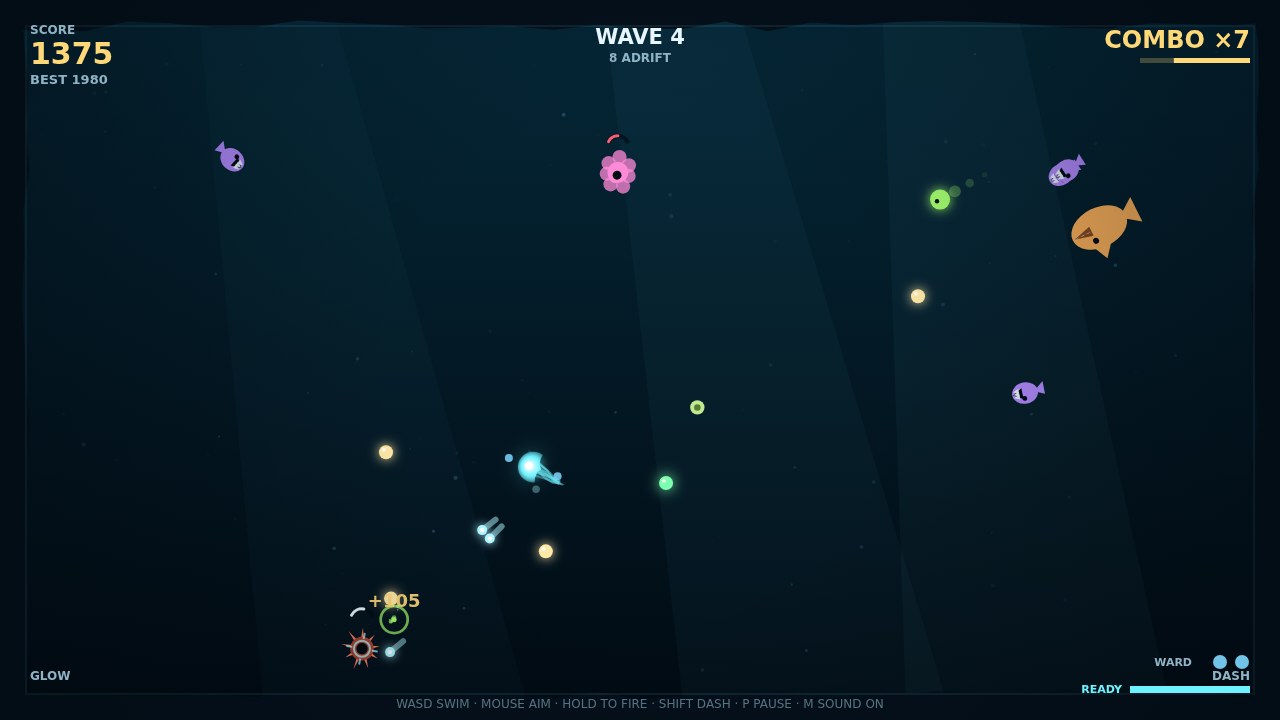 SCORE
1375
BEST 1980
WAVE 4
8 ADRIFT
COMBO ×7
+105
GLOW
WARD
DASH
READY
WASD SWIM · MOUSE AIM · HOLD TO FIRE · SHIFT DASH · P PAUSE · M SOUND ON